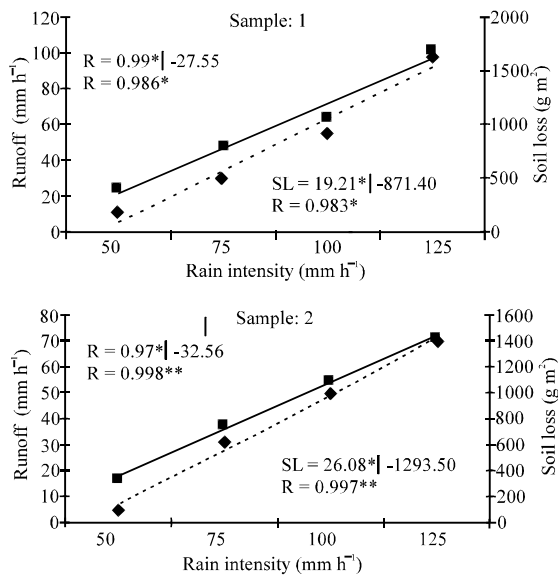 Sample: 1
R = 0.99*| -27.55
R = 0.986*
SL = 19.21*| -871.40
R = 0.983*
120
100
80
60
40
20
0
Runoff (mm h⁻¹)
2000
1500
1000
500
0
Soil loss (g m²)
50 75 100 125
Rain intensity (mm h⁻¹)
Sample: 2
R = 0.97*| -32.56
R = 0.998**
SL = 26.08*| -1293.50
R = 0.997**
80
70
60
50
40
30
20
10
0
Runoff (mm h⁻¹)
1600
1400
1200
1000
800
600
400
200
0
Soil loss (g m²)
50 75 100 125
Rain intensity (mm h⁻¹)